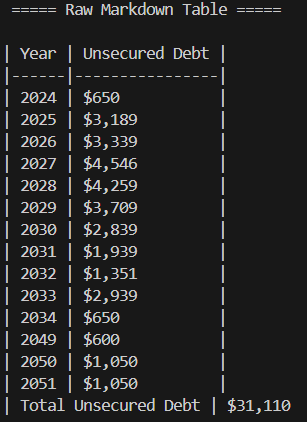 ===== Raw Markdown Table =====
| Year | Unsecured Debt |
|------|----------------|
| 2024 | $650 |
| 2025 | $3,189 |
| 2026 | $3,339 |
| 2027 | $4,546 |
| 2028 | $4,259 |
| 2029 | $3,709 |
| 2030 | $2,839 |
| 2031 | $1,939 |
| 2032 | $1,351 |
| 2033 | $2,939 |
| 2034 | $650 |
| 2049 | $600 |
| 2050 | $1,050 |
| 2051 | $1,050 |
| Total Unsecured Debt | $31,110